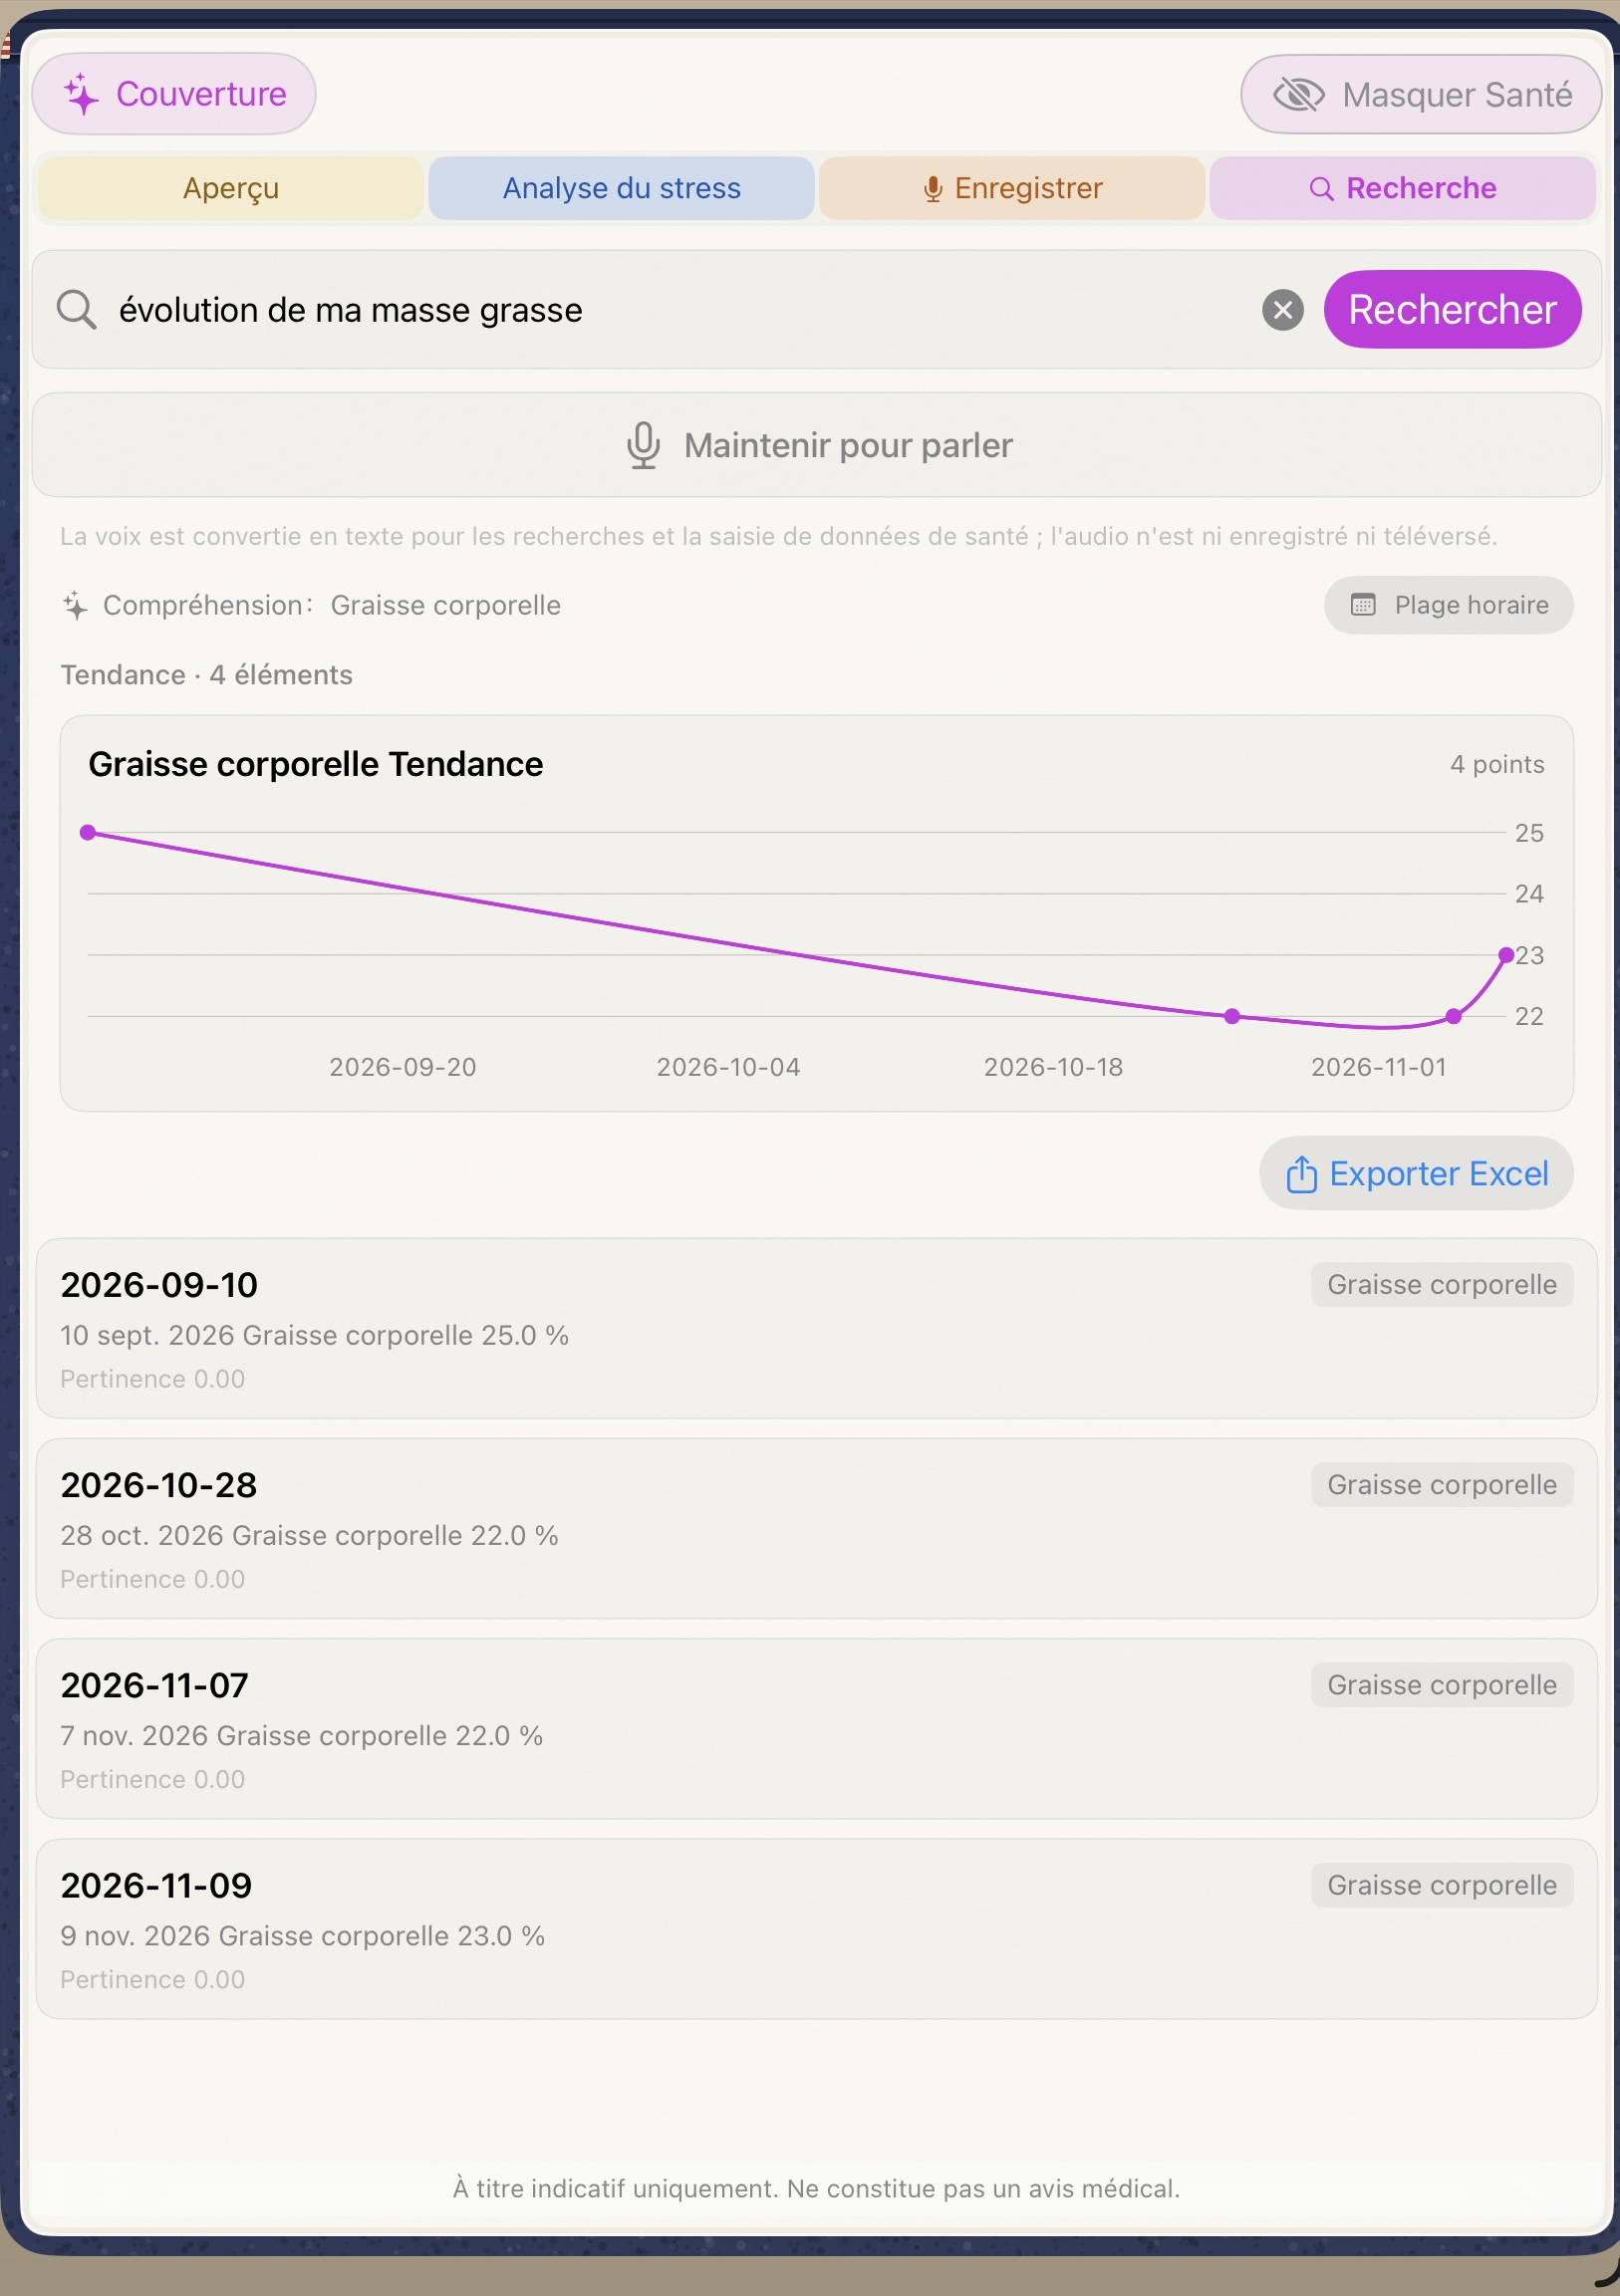 Couverture
Masquer Santé
Aperçu
Analyse du stress
Enregistrer
Recherche
évolution de ma masse grasse
Rechercher
Maintenir pour parler
La voix est convertie en texte pour les recherches et la saisie de données de santé ; l'audio n'est ni enregistré ni téléversé.
Compréhension : Graisse corporelle
Plage horaire
Tendance · 4 éléments
Graisse corporelle Tendance
4 points
25
24
23
22
2026-09-20
2026-10-04
2026-10-18
2026-11-01
Exporter Excel
2026-09-10
Graisse corporelle
10 sept. 2026 Graisse corporelle 25.0 %
Pertinence 0.00
2026-10-28
Graisse corporelle
28 oct. 2026 Graisse corporelle 22.0 %
Pertinence 0.00
2026-11-07
Graisse corporelle
7 nov. 2026 Graisse corporelle 22.0 %
Pertinence 0.00
2026-11-09
Graisse corporelle
9 nov. 2026 Graisse corporelle 23.0 %
Pertinence 0.00
À titre indicatif uniquement. Ne constitue pas un avis médical.